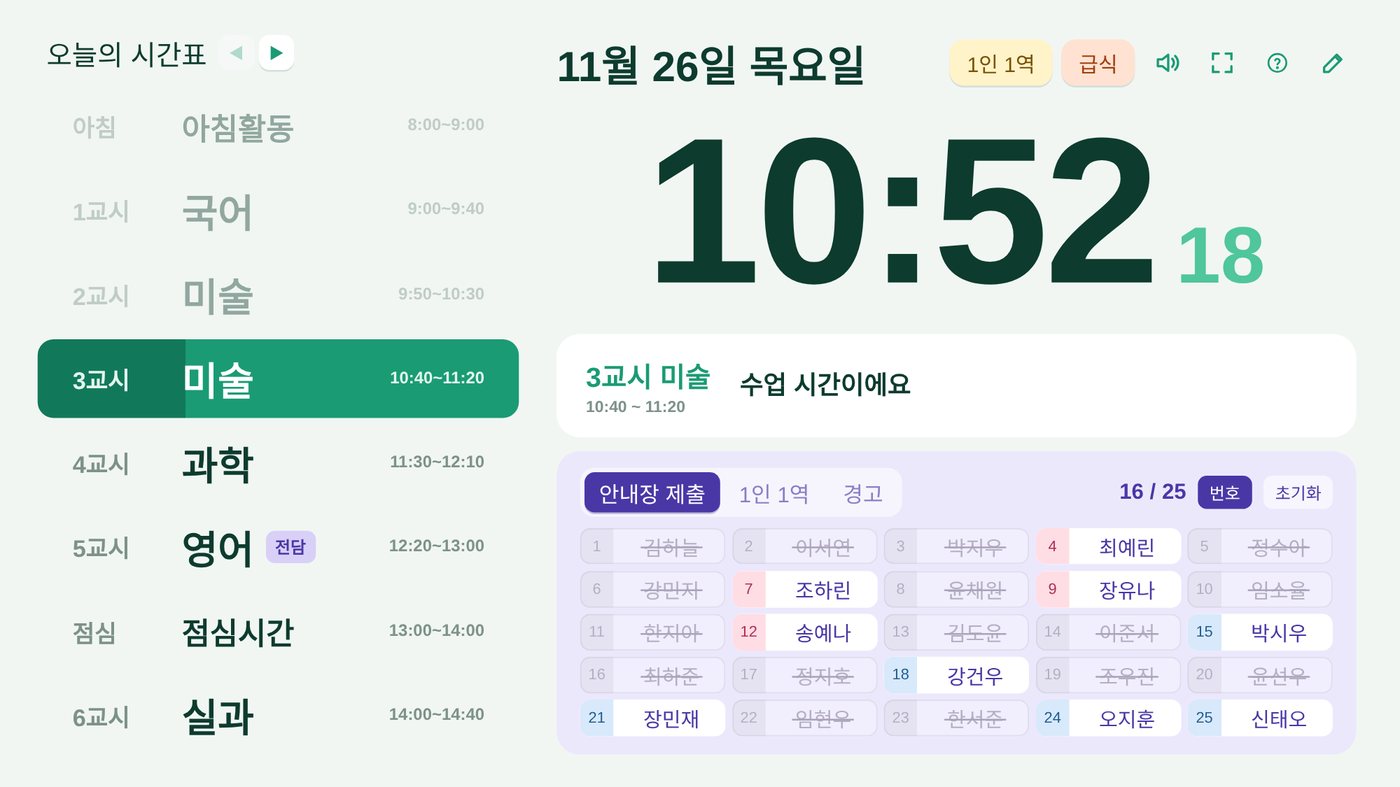 오늘의 시간표
아침 아침활동 8:00~9:00
1교시 국어 9:00~9:40
2교시 미술 9:50~10:30
3교시 미술 10:40~11:20
4교시 과학 11:30~12:10
5교시 영어 전담 12:20~13:00
점심 점심시간 13:00~14:00
6교시 실과 14:00~14:40
11월 26일 목요일
1인 1역 급식
10:52 18
3교시 미술 수업 시간이에요
10:40 ~ 11:20
안내장 제출 1인 1역 경고 16 / 25 번호 초기화
1 김하늘 2 이서연 3 박지우 4 최예린 5 정수아
6 강민지 7 조하린 8 윤채원 9 장유나 10 임소율
11 한지아 12 송예나 13 김도윤 14 이준서 15 박시우
16 최하준 17 정지호 18 강건우 19 조우진 20 윤선우
21 장민재 22 임현우 23 한서준 24 오지훈 25 신태오